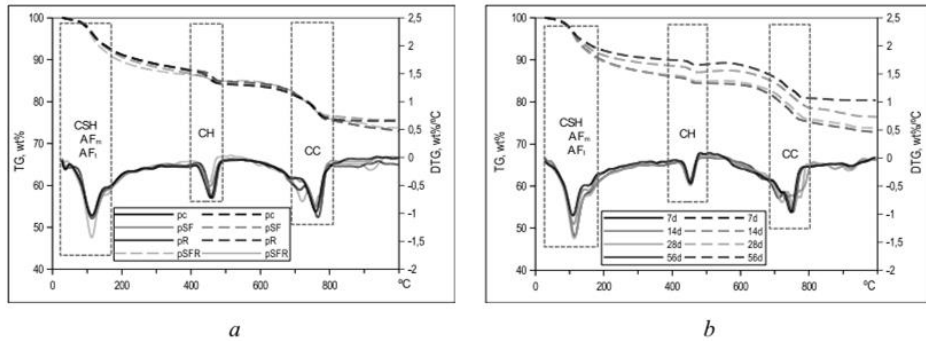 100
90
80
70
60
50
40
TG, wt%
2,5
2
1,5
1
0,5
0
-0,5
-1
-1,5
-2
DTG, wt%/ºC
0
200
400
600
800
ºC
CSH
AFm
AFt
CH
CC
pc pc
pSF pSF
pR pR
pSFR pSFR
a
100
90
80
70
60
50
40
TG, wt%
2,5
2
1,5
1
0,5
0
-0,5
-1
-1,5
-2
DTG, wt%/ºC
0
200
400
600
800
ºC
CSH
AFm
AFt
CH
CC
7d 7d
14d 14d
28d 28d
56d 56d
b